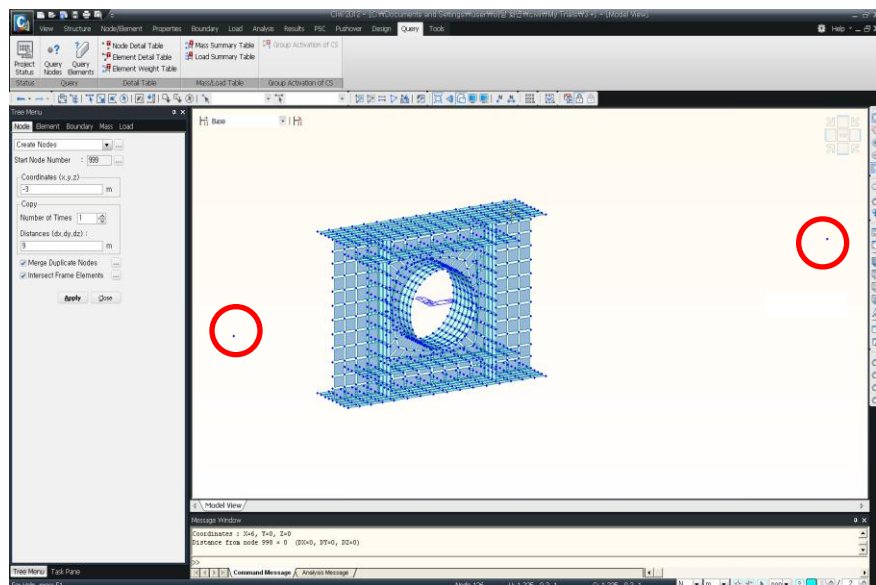 CIW 2012 - [C:\Documents and Settings\user\바탕 화면\civil\My Trials\3 *] - [Model View]
View Structure Node/Element Properties Boundary Load Analysis Results PSC Pushover Design Query Tools
Help
Project Status
Query Nodes
Query Elements
Node Detail Table
Element Detail Table
Element Weight Table
Mass Summary Table
Load Summary Table
Group Activation of CS
Status Query Detail Table Mass/Load Table Group Activation of CS
Tree Menu
Node Element Boundary Mass Load
Base
Create Nodes
Start Node Number : 999
Coordinates (x,y,z)
-3 m
Copy
Number of Times 1
Distances (dx,dy,dz) :
9 m
Merge Duplicate Nodes
Intersect Frame Elements
Apply Close
Model View
Message Window
Coordinates : X=6, Y=0, Z=0
Distance from node 998 = 0 (DX=0, DY=0, DZ=0)
>>
Command Message Analysis Message
Tree Menu Task Pane